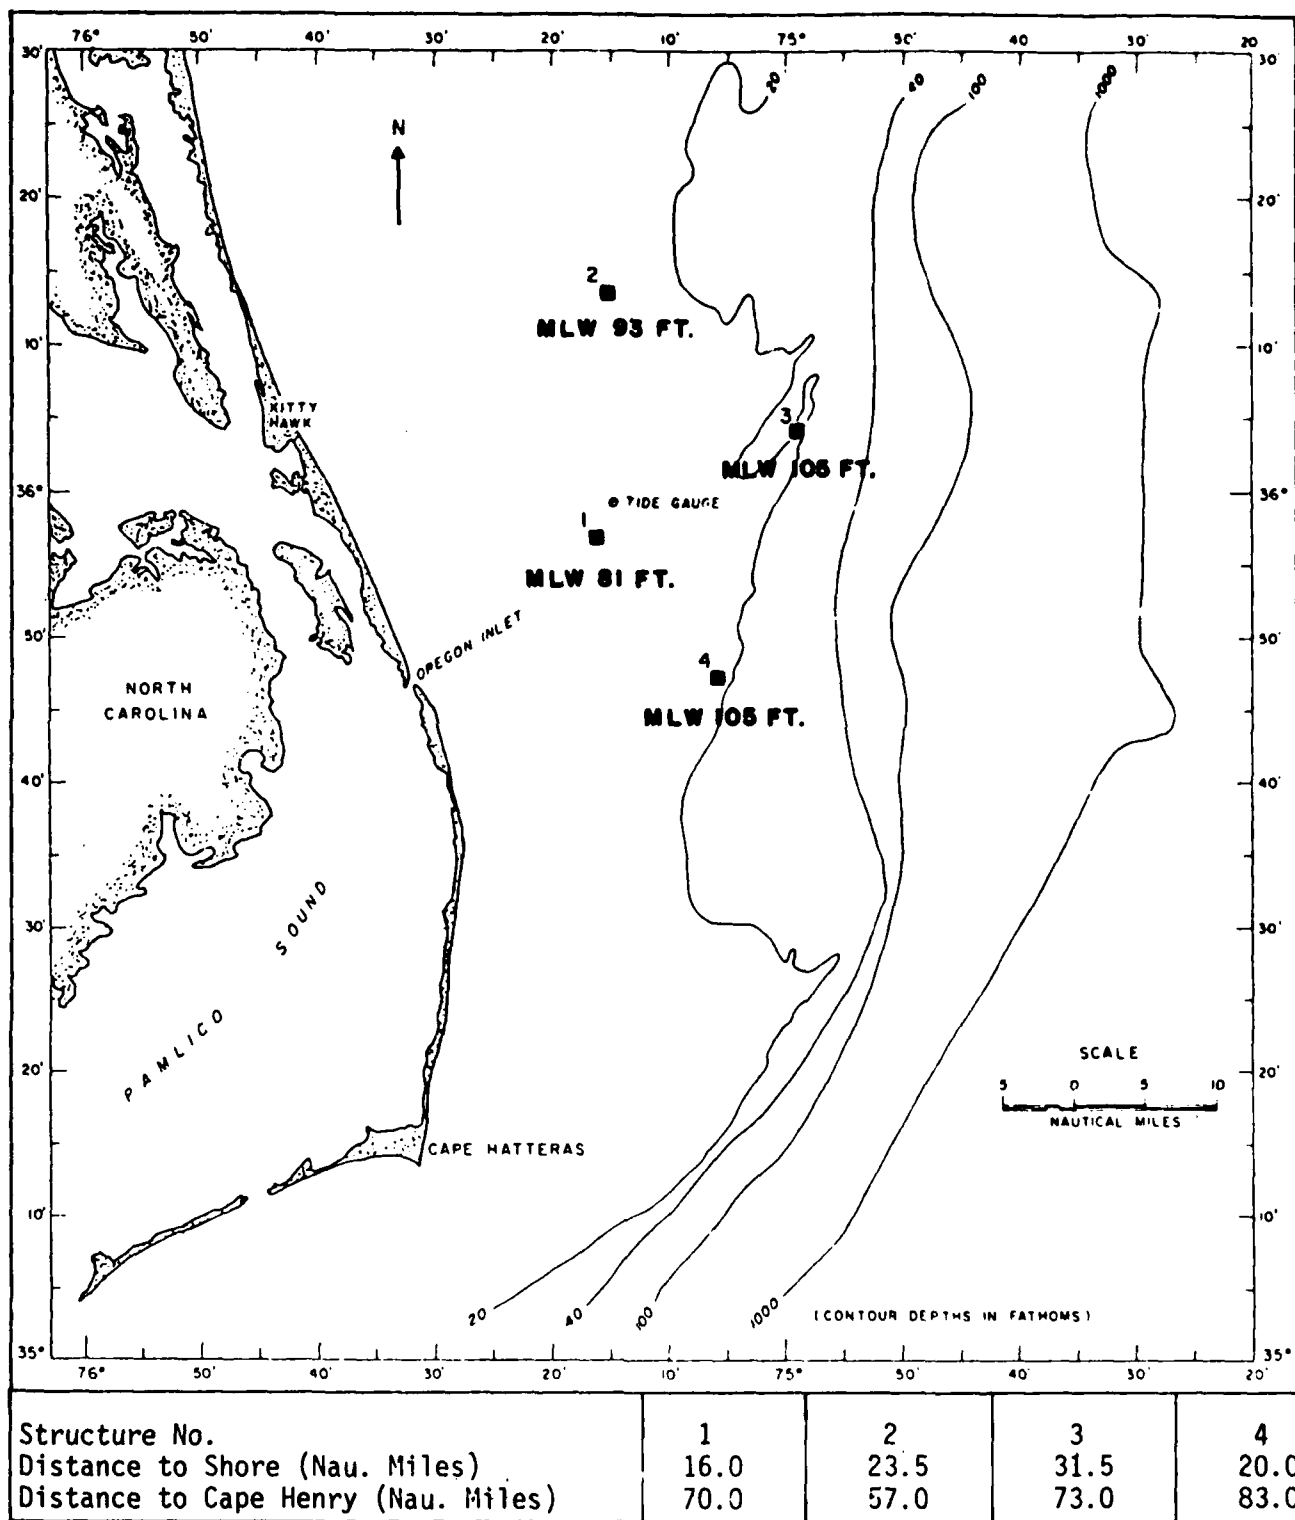 76° 50' 40' 30' 20' 10' 75° 50' 40' 30' 20'
30' 30'
20 40 100 1000
N
20' 20'
2
MLW 93 FT.
10' 10'
KITTY
HAWK
3
MLW 105 FT.
36° 36°
TIDE GAUGE
1
MLW 81 FT.
50' 50'
OREGON INLET
4
NORTH
CAROLINA
MLW 105 FT.
40' 40'
30' 30'
PAMLICO SOUND
SCALE
20' 20'
5 0 5 10
NAUTICAL MILES
CAPE HATTERAS
10' 10'
20 40 100 1000
(CONTOUR DEPTHS IN FATHOMS)
35° 35°
76° 50' 40' 30' 20' 10' 75° 50' 40' 30' 20'
Structure No. 1 2 3 4
Distance to Shore (Nau. Miles) 16.0 23.5 31.5 20.0
Distance to Cape Henry (Nau. Miles) 70.0 57.0 73.0 83.0